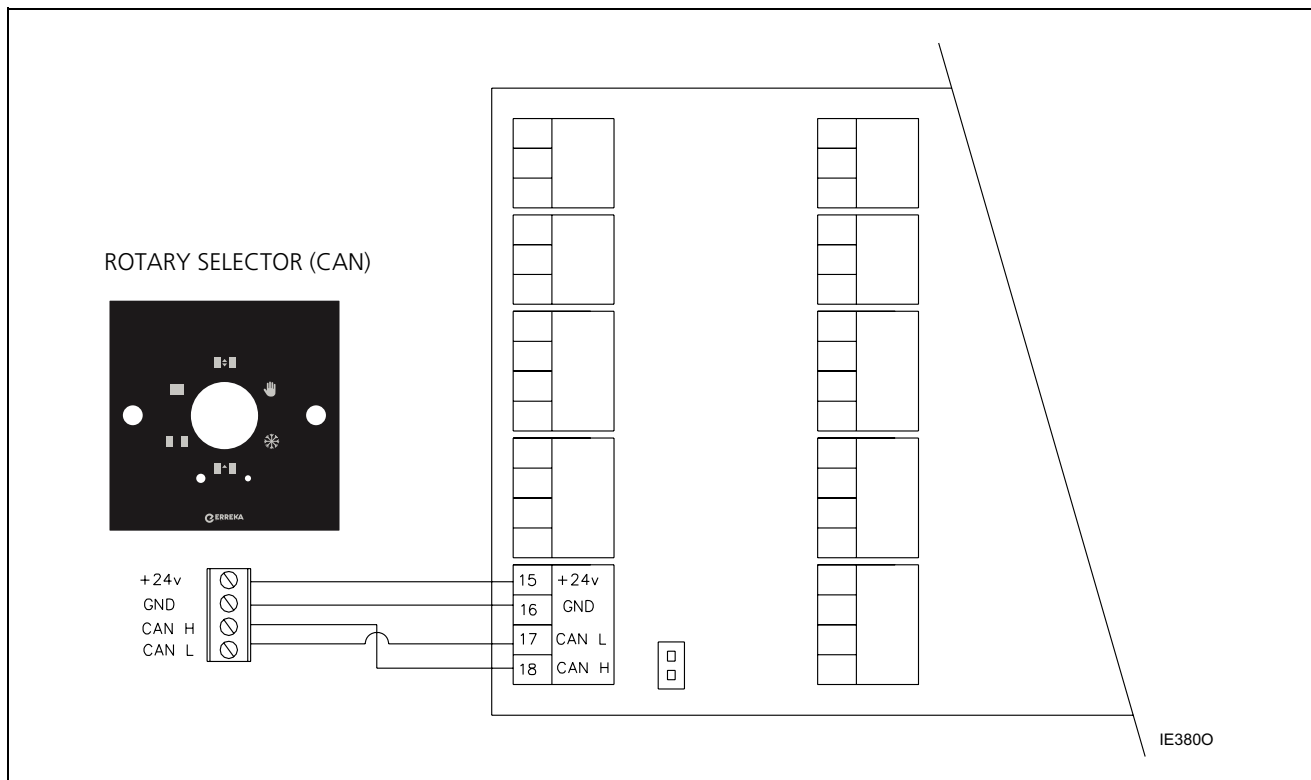 ROTARY SELECTOR (CAN)
ERREKA
+24v
GND
CAN H
CAN L
15 +24v
16 GND
17 CAN L
18 CAN H
IE380O